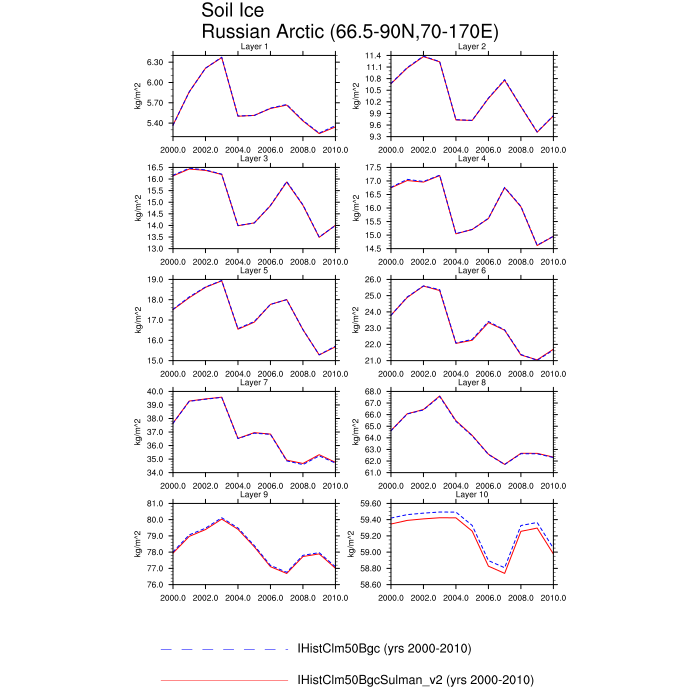 Soil Ice
Russian Arctic (66.5-90N,70-170E)
Layer 1 Layer 2
6.30 6.00 5.70 5.40
kg/m^2
2000.0 2002.0 2004.0 2006.0 2008.0 2010.0
11.4 11.1 10.8 10.5 10.2 9.9 9.6 9.3
kg/m^2
2000.0 2002.0 2004.0 2006.0 2008.0 2010.0
Layer 3 Layer 4
16.5 16.0 15.5 15.0 14.5 14.0 13.5 13.0
kg/m^2
2000.0 2002.0 2004.0 2006.0 2008.0 2010.0
17.5 17.0 16.5 16.0 15.5 15.0 14.5
kg/m^2
2000.0 2002.0 2004.0 2006.0 2008.0 2010.0
Layer 5 Layer 6
19.0 18.0 17.0 16.0 15.0
kg/m^2
2000.0 2002.0 2004.0 2006.0 2008.0 2010.0
26.0 25.0 24.0 23.0 22.0 21.0
kg/m^2
2000.0 2002.0 2004.0 2006.0 2008.0 2010.0
Layer 7 Layer 8
40.0 39.0 38.0 37.0 36.0 35.0 34.0
kg/m^2
2000.0 2002.0 2004.0 2006.0 2008.0 2010.0
68.0 67.0 66.0 65.0 64.0 63.0 62.0 61.0
kg/m^2
2000.0 2002.0 2004.0 2006.0 2008.0 2010.0
Layer 9 Layer 10
81.0 80.0 79.0 78.0 77.0 76.0
kg/m^2
2000.0 2002.0 2004.0 2006.0 2008.0 2010.0
59.60 59.40 59.20 59.00 58.80 58.60
kg/m^2
2000.0 2002.0 2004.0 2006.0 2008.0 2010.0
IHistClm50Bgc (yrs 2000-2010)
IHistClm50BgcSulman_v2 (yrs 2000-2010)